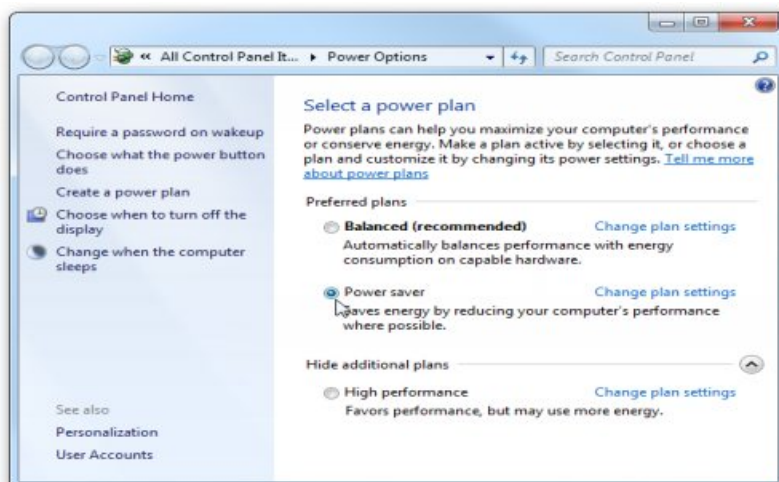 « All Control Panel It... ▸ Power Options
Search Control Panel
Control Panel Home
Require a password on wakeup
Choose what the power button
does
Create a power plan
Choose when to turn off the
display
Change when the computer
sleeps
See also
Personalization
User Accounts
Select a power plan
Power plans can help you maximize your computer's performance
or conserve energy. Make a plan active by selecting it, or choose a
plan and customize it by changing its power settings. Tell me more
about power plans
Preferred plans
Balanced (recommended) Change plan settings
Automatically balances performance with energy
consumption on capable hardware.
Power saver Change plan settings
Saves energy by reducing your computer's performance
where possible.
Hide additional plans
High performance Change plan settings
Favors performance, but may use more energy.